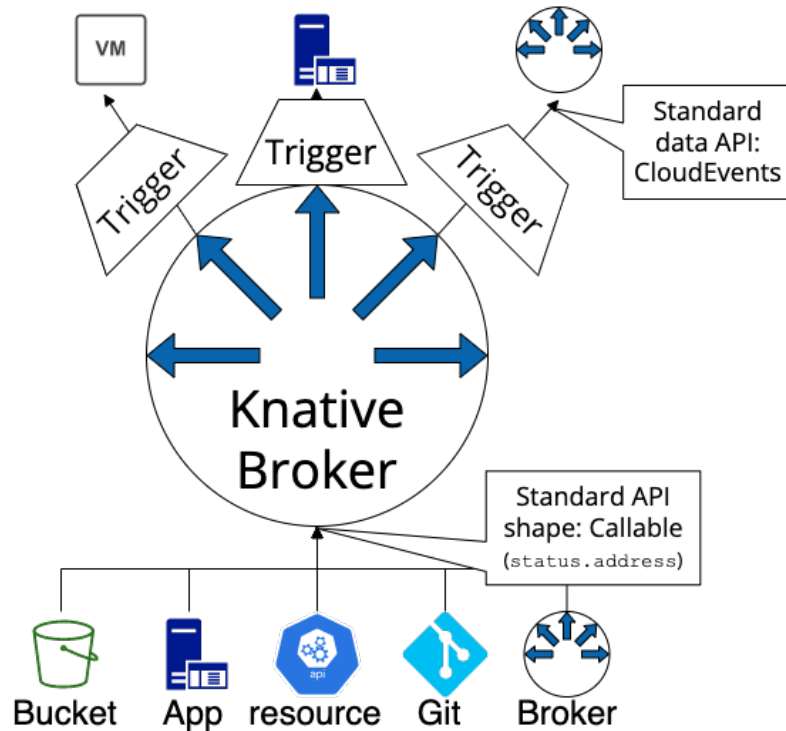 VM
Trigger
Trigger
Trigger
Standard
data API:
CloudEvents
Knative
Broker
Standard API
shape: Callable
(status.address)
api
Bucket
App
resource
Git
Broker